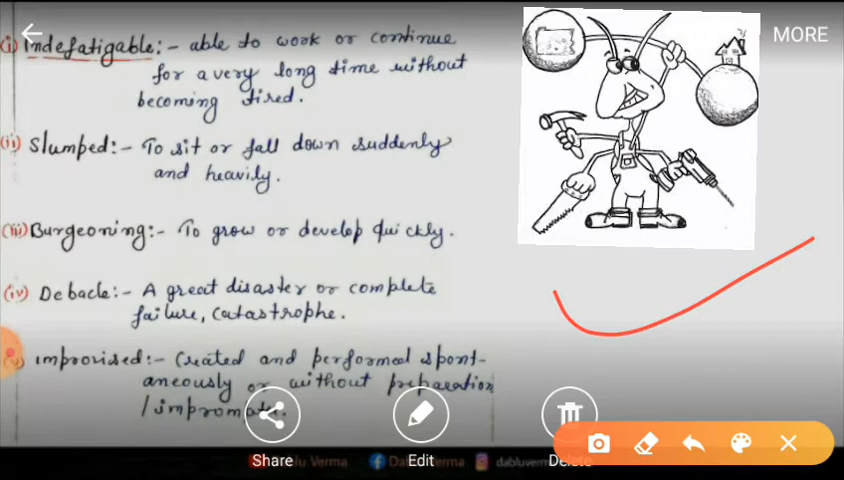 MORE
(i) Indefatigable:- able to work or continue
for a very long time without
becoming tired.
(ii) Slumped:- To sit or fall down suddenly
and heavily.
(iii) Burgeoning:- To grow or develop quickly.
(iv) Debacle:- A great disaster or complete
failure, catastrophe.
improvised:- Created and performed spont-
aneously or without preparation
/impromptu.
Share Edit Delete